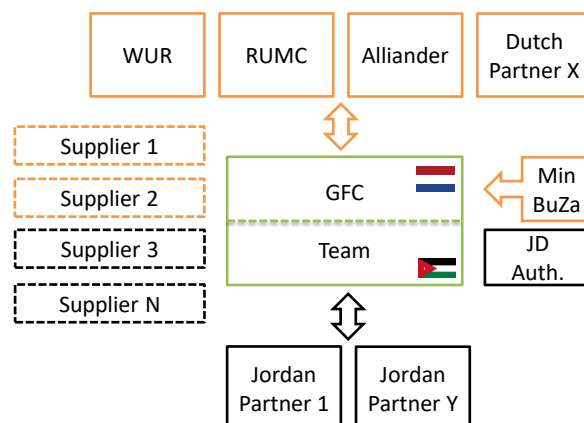 WUR
RUMC
Alliander
Dutch
Partner X
Supplier 1
Supplier 2
Supplier 3
Supplier N
GFC
Team
Min
BuZa
JD
Auth.
Jordan
Partner 1
Jordan
Partner Y